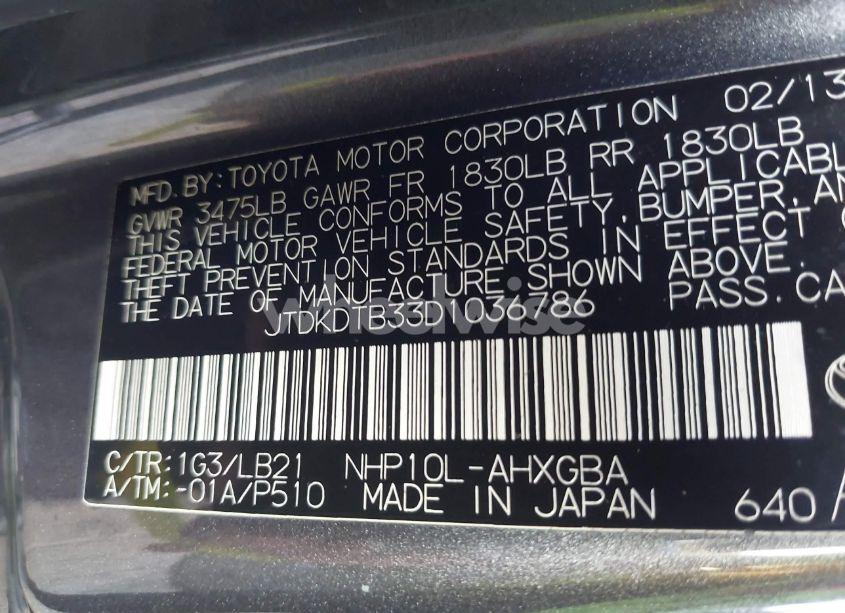 MFD. BY: TOYOTA MOTOR CORPORATION 02/13
GVWR 3475LB GAWR FR 1830LB RR 1830LB
THIS VEHICLE CONFORMS TO ALL APPLICABL
FEDERAL MOTOR VEHICLE SAFETY, BUMPER, AN
THEFT PREVENTION STANDARDS IN EFFECT
THE DATE OF MANUFACTURE SHOWN ABOVE.
JTDKDTB33D1036786 PASS. CA
C/TR: 1G3/LB21 NHP10L-AHXGBA
A/TM: -01A/P510 MADE IN JAPAN 640
wheelwise